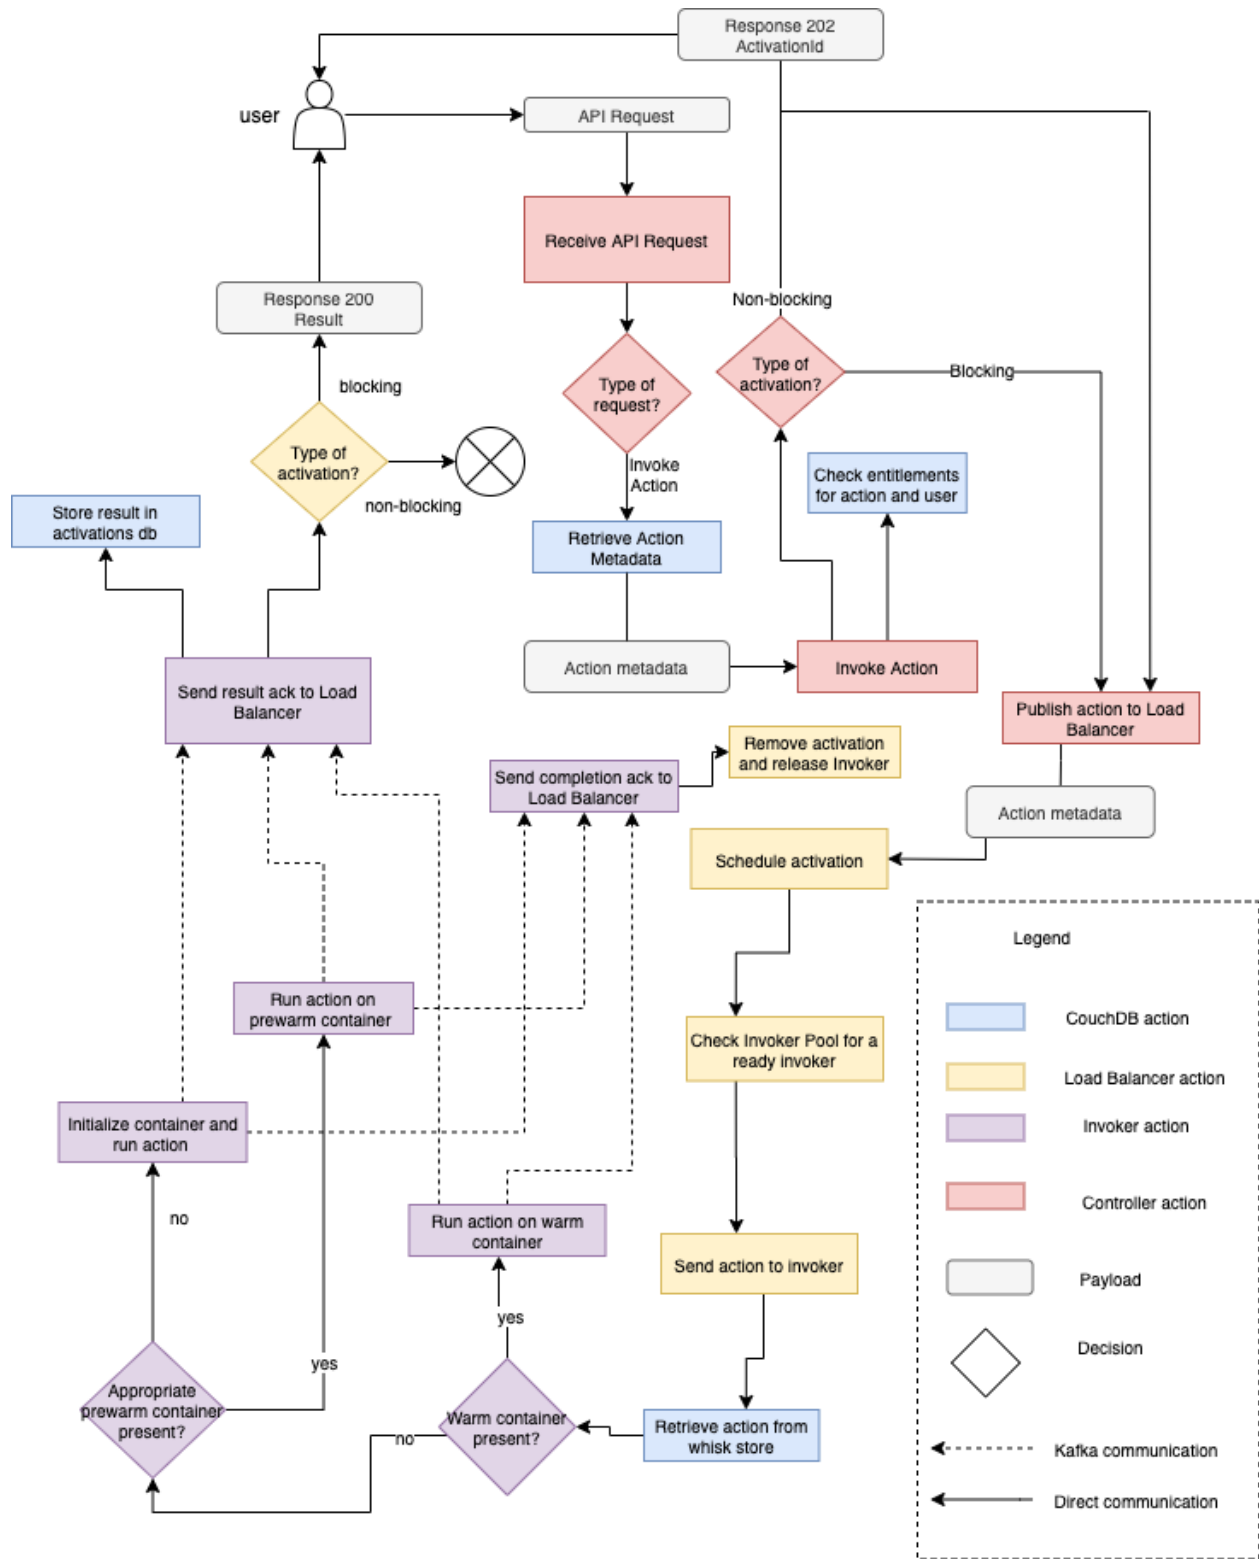 Response 202
ActivationId
user
API Request
Receive API Request
Response 200
Result
Non-blocking
Type of
request?
Type of
activation?
Blocking
blocking
Type of
activation?
non-blocking
Invoke
Action
Check entitlements
for action and user
Store result in
activations db
Retrieve Action
Metadata
Action metadata
Invoke Action
Send result ack to Load
Balancer
Publish action to Load
Balancer
Remove activation
and release Invoker
Send completion ack to
Load Balancer
Action metadata
Schedule activation
Legend
Run action on
prewarm container
CouchDB action
Check Invoker Pool for a
ready invoker
Load Balancer action
Initialize container and
run action
Invoker action
no
Run action on warm
container
Controller action
Send action to invoker
Payload
yes
yes
Decision
Appropriate
prewarm container
present?
Warm container
present?
no
Retrieve action from
whisk store
Kafka communication
Direct communication